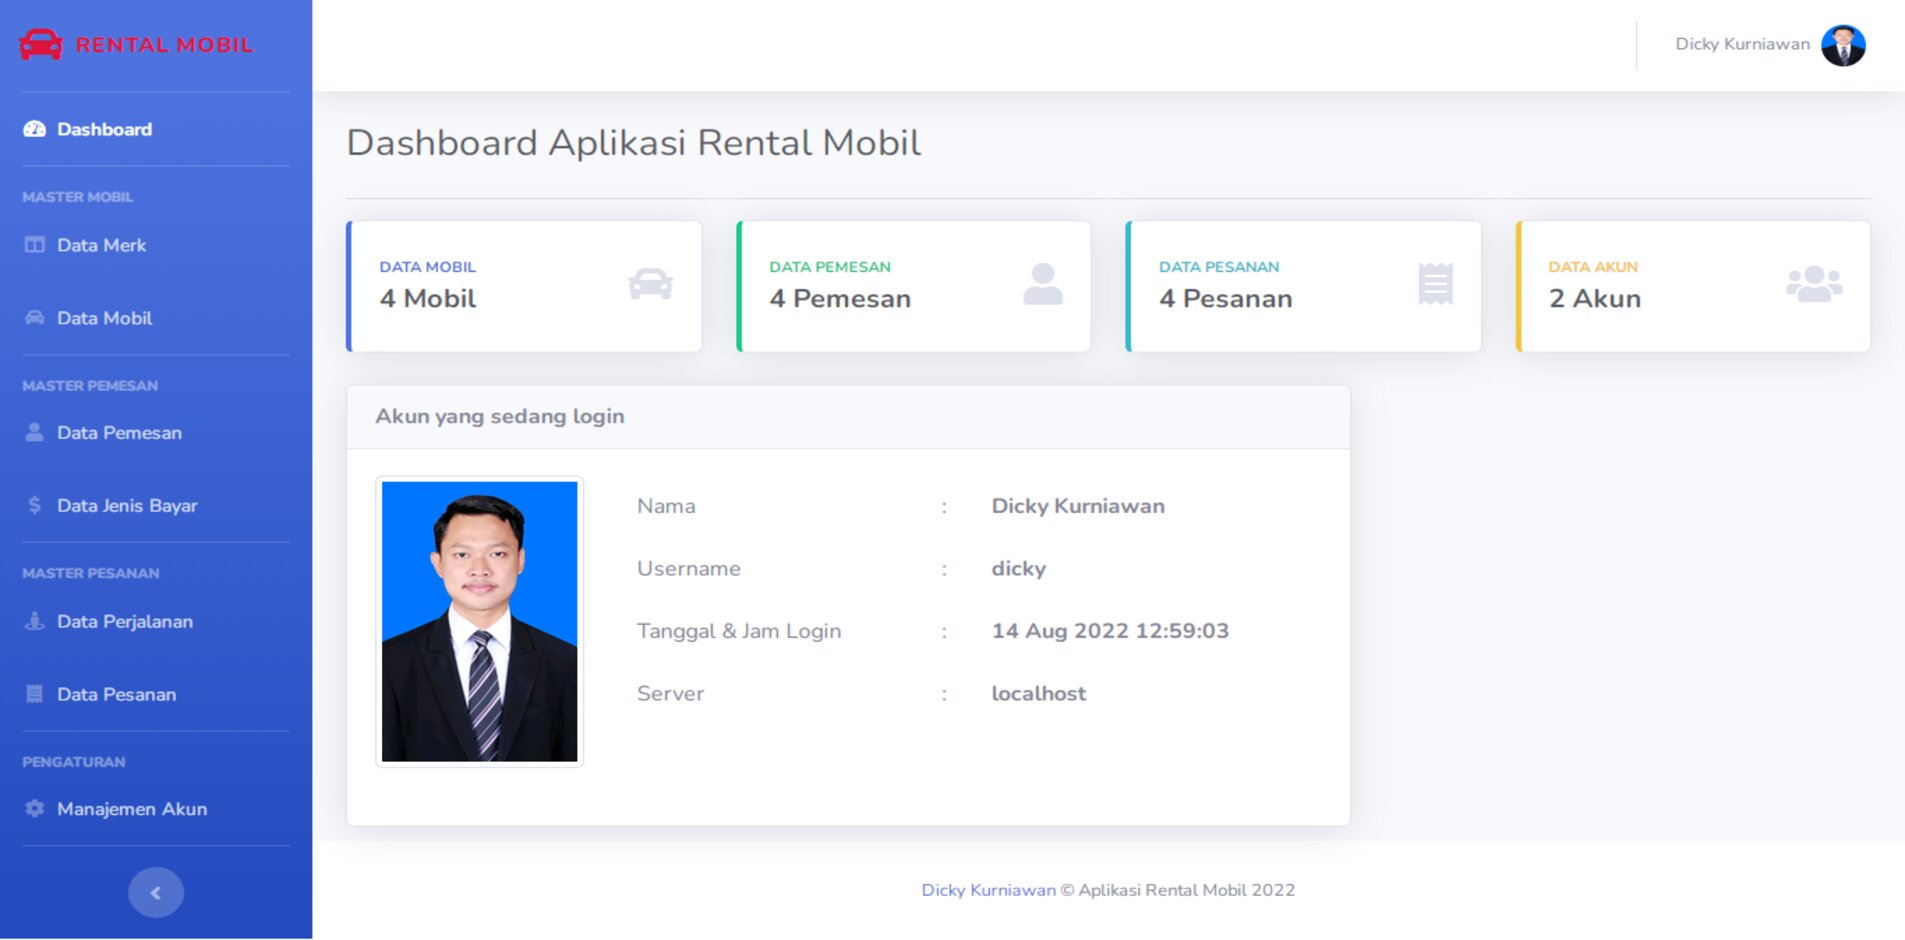 RENTAL MOBIL
Dashboard
MASTER MOBIL
Data Merk
Data Mobil
MASTER PEMESAN
Data Pemesan
Data Jenis Bayar
MASTER PESANAN
Data Perjalanan
Data Pesanan
PENGATURAN
Manajemen Akun
Dicky Kurniawan
Dashboard Aplikasi Rental Mobil
DATA MOBIL
4 Mobil
DATA PEMESAN
4 Pemesan
DATA PESANAN
4 Pesanan
DATA AKUN
2 Akun
Akun yang sedang login
Nama : Dicky Kurniawan
Username : dicky
Tanggal & Jam Login : 14 Aug 2022 12:59:03
Server : localhost
Dicky Kurniawan © Aplikasi Rental Mobil 2022